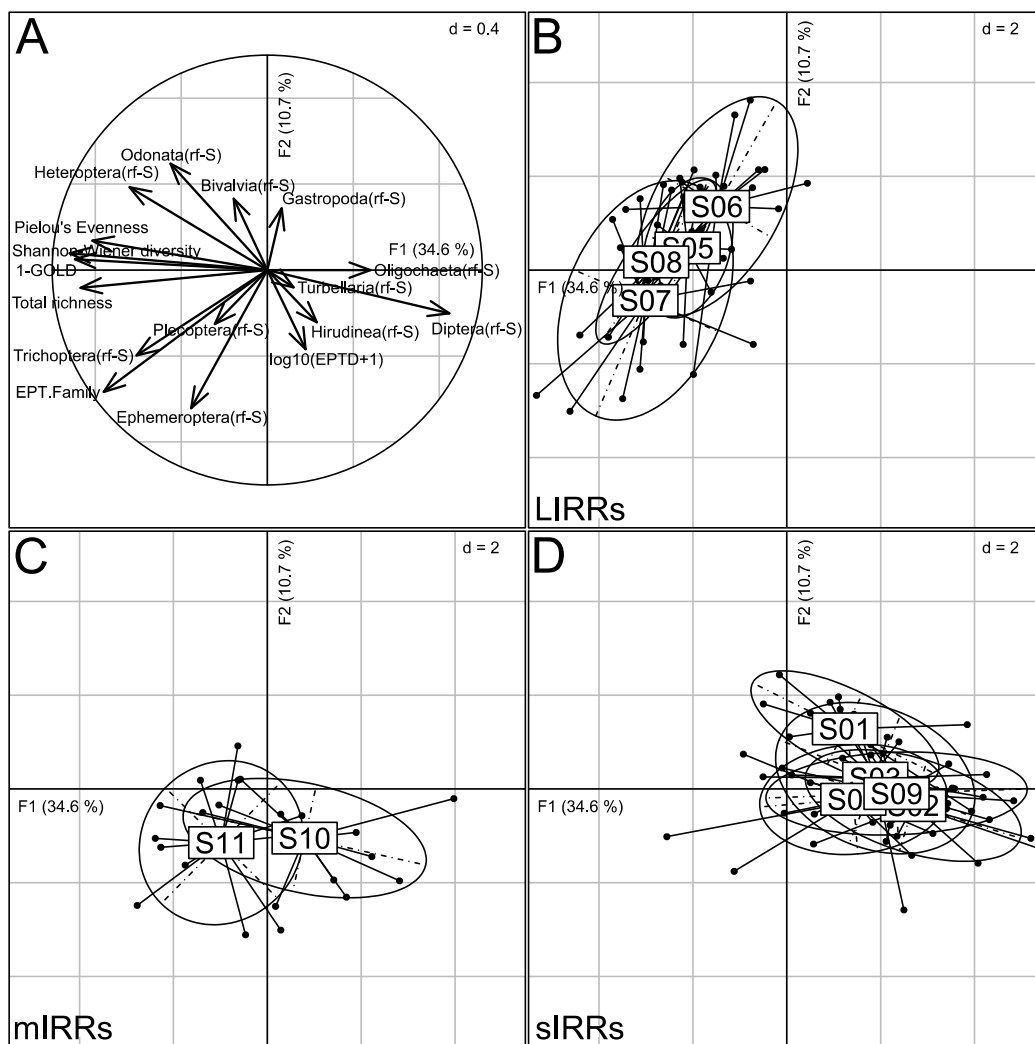 A
d = 0.4
F2 (10.7 %)
Odonata(rf-S)
Heteroptera(rf-S)
Bivalvia(rf-S)
Gastropoda(rf-S)
Pielou's Evenness
Shannon-Wiener diversity
F1 (34.6 %)
1-GOLD
Oligochaeta(rf-S)
Turbellaria(rf-S)
Total richness
Plecoptera(rf-S)
Hirudinea(rf-S)
Diptera(rf-S)
Trichoptera(rf-S)
log10(EPTD+1)
EPT.Family
Ephemeroptera(rf-S)
B
d = 2
F2 (10.7 %)
S06
S05
S08
F1 (34.6 %)
S07
LIRRs
C
d = 2
F2 (10.7 %)
F1 (34.6 %)
S11
S10
mIRRs
D
d = 2
F2 (10.7 %)
S01
S03
F1 (34.6 %)
S09
S02
sIRRs